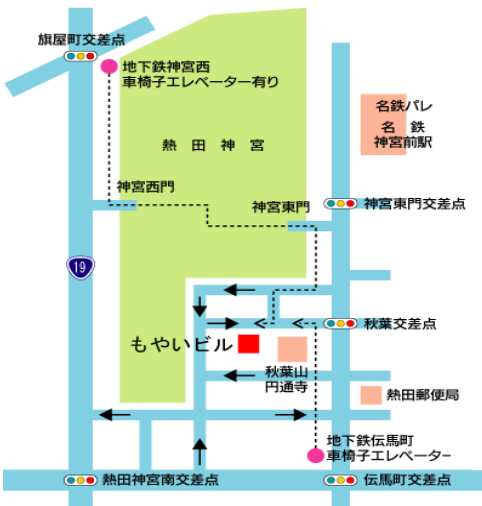 旗屋町交差点
地下鉄神宮西
車椅子エレベーター有り
名鉄パレ
名 鉄
神宮前駅
熱田神宮
神宮西門
神宮東門
神宮東門交差点
19
秋葉交差点
もやいビル
秋葉山
円通寺
熱田郵便局
地下鉄伝馬町
車椅子エレベーター
熱田神宮南交差点
伝馬町交差点